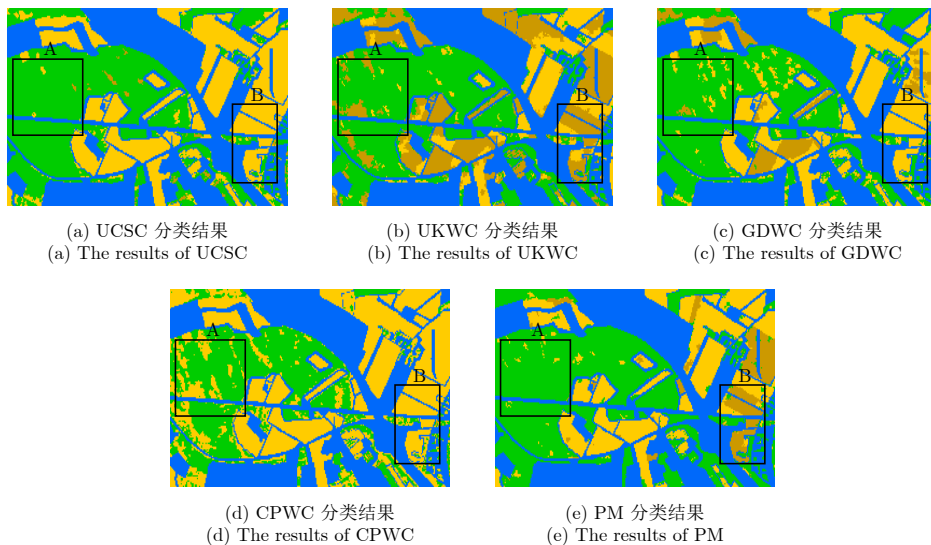 A
B
A
B
A
B
(a) UCSC 分类结果
(a) The results of UCSC
(b) UKWC 分类结果
(b) The results of UKWC
(c) GDWC 分类结果
(c) The results of GDWC
A
B
A
B
(d) CPWC 分类结果
(d) The results of CPWC
(e) PM 分类结果
(e) The results of PM